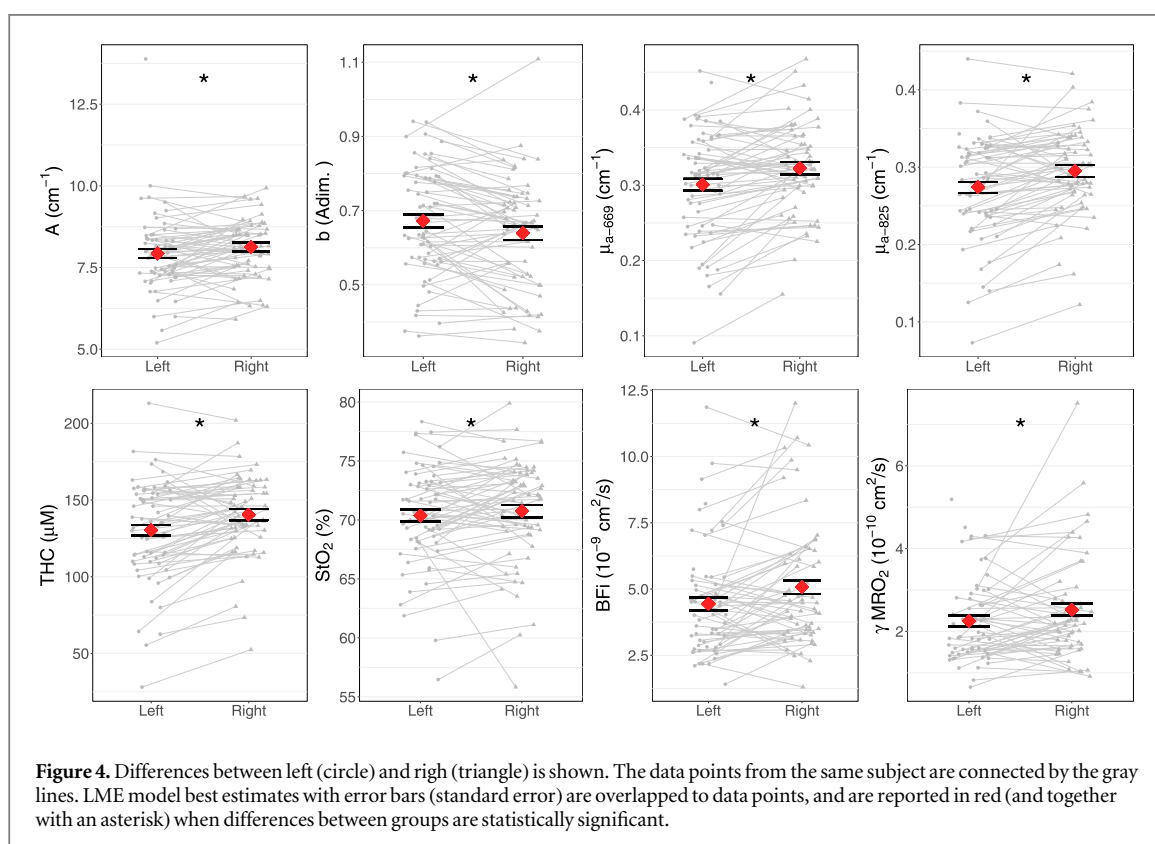 *
12.5
10.0
7.5
5.0
A (cm⁻¹)
Left Right
*
1.1
0.9
0.7
0.5
b (Adim. )
Left Right
*
0.4
0.3
0.2
0.1
μₐ₋₆₆₉ (cm⁻¹)
Left Right
*
0.4
0.3
0.2
0.1
μₐ₋₈₂₅ (cm⁻¹)
Left Right
*
200
150
100
50
THC (μM)
Left Right
*
80
75
70
65
60
55
StO₂ (%)
Left Right
*
12.5
10.0
7.5
5.0
2.5
BFi (10⁻⁹ cm²/s)
Left Right
*
6
4
2
γ MRO₂ (10⁻¹⁰ cm²/s)
Left Right
Figure 4. Differences between left (circle) and righ (triangle) is shown. The data points from the same subject are connected by the gray
lines. LME model best estimates with error bars (standard error) are overlapped to data points, and are reported in red (and together
with an asterisk) when differences between groups are statistically significant.